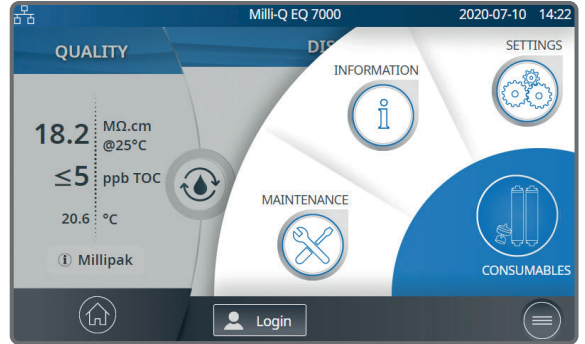 Milli-Q EQ 7000
2020-07-10 14:22
QUALITY
DIS
INFORMATION
SETTINGS
18.2 MΩ.cm
@25°C
≤5 ppb TOC
20.6 °C
MAINTENANCE
i Millipak
CONSUMABLES
Login